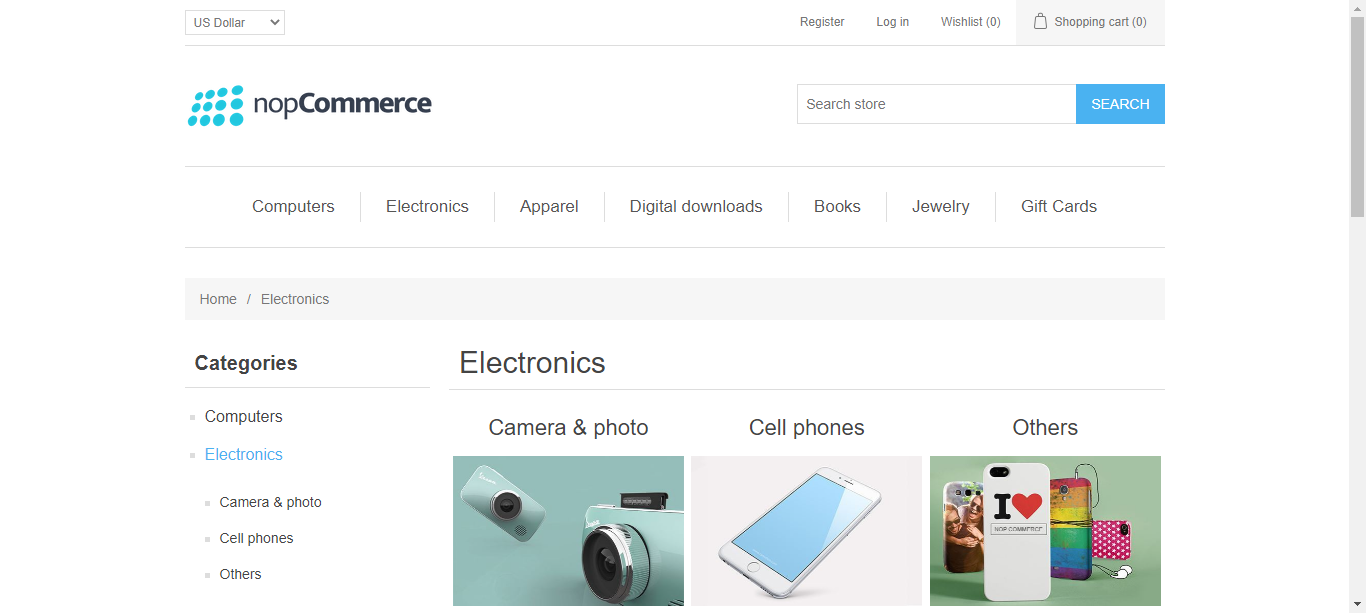 US Dollar
Register
Log in
Wishlist (0)
Shopping cart (0)
nopCommerce
Search store
SEARCH
Computers
Electronics
Apparel
Digital downloads
Books
Jewelry
Gift Cards
Home / Electronics
Categories
Computers
Electronics
Camera & photo
Cell phones
Others
Electronics
Camera & photo
Cell phones
Others
I
NOP COMMERCE